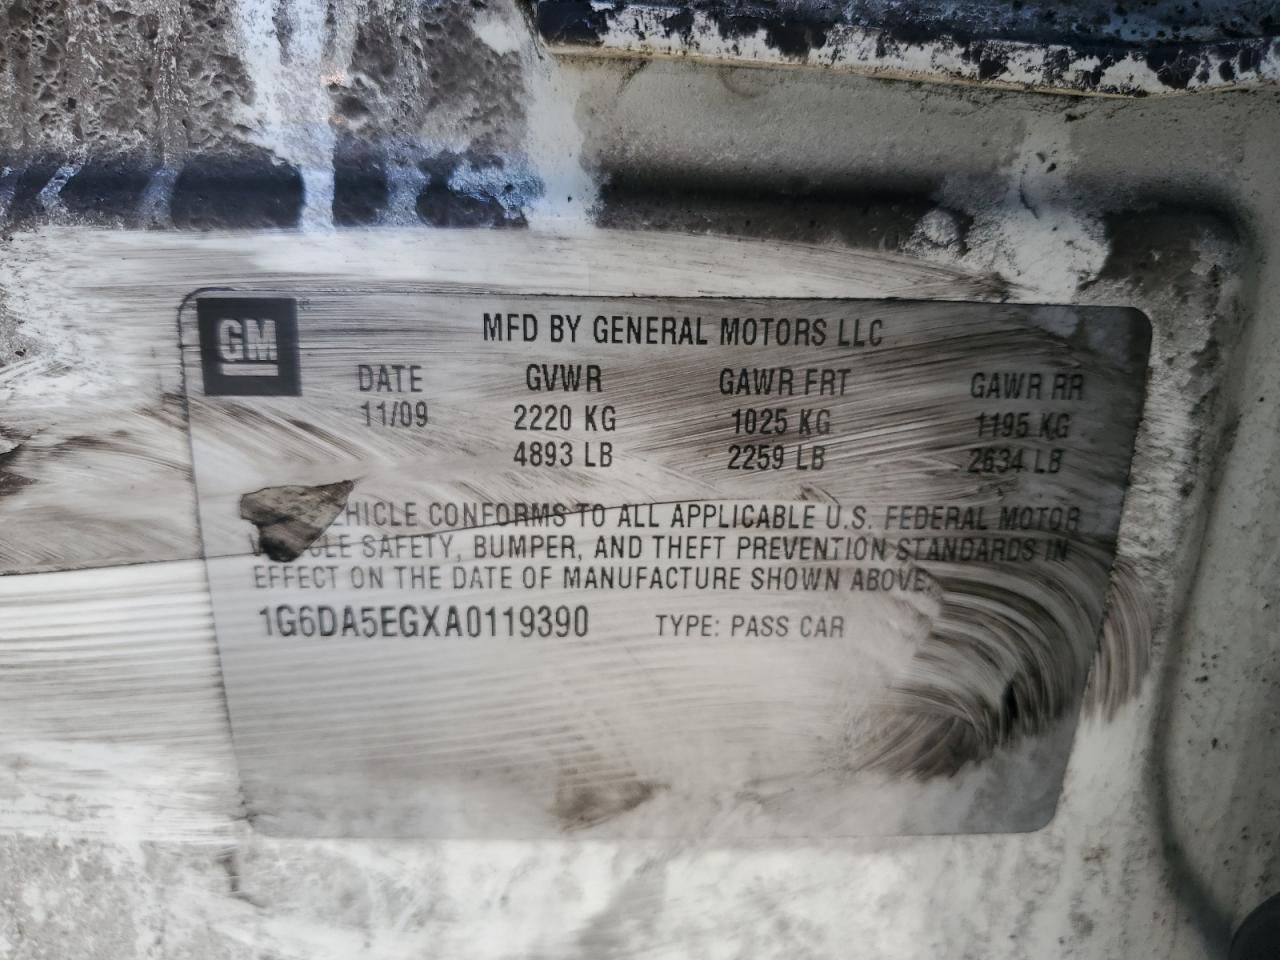 GM
MFD BY GENERAL MOTORS LLC
DATE GVWR GAWR FRT GAWR RR
11/09 2220 KG 1025 KG 1195 KG
4893 LB 2259 LB 2634 LB
EHICLE CONFORMS TO ALL APPLICABLE U.S. FEDERAL MOTOR
SAFETY, BUMPER, AND THEFT PREVENTION STANDARDS IN
EFFECT ON THE DATE OF MANUFACTURE SHOWN ABOVE.
1G6DA5EGXA0119390 TYPE: PASS CAR